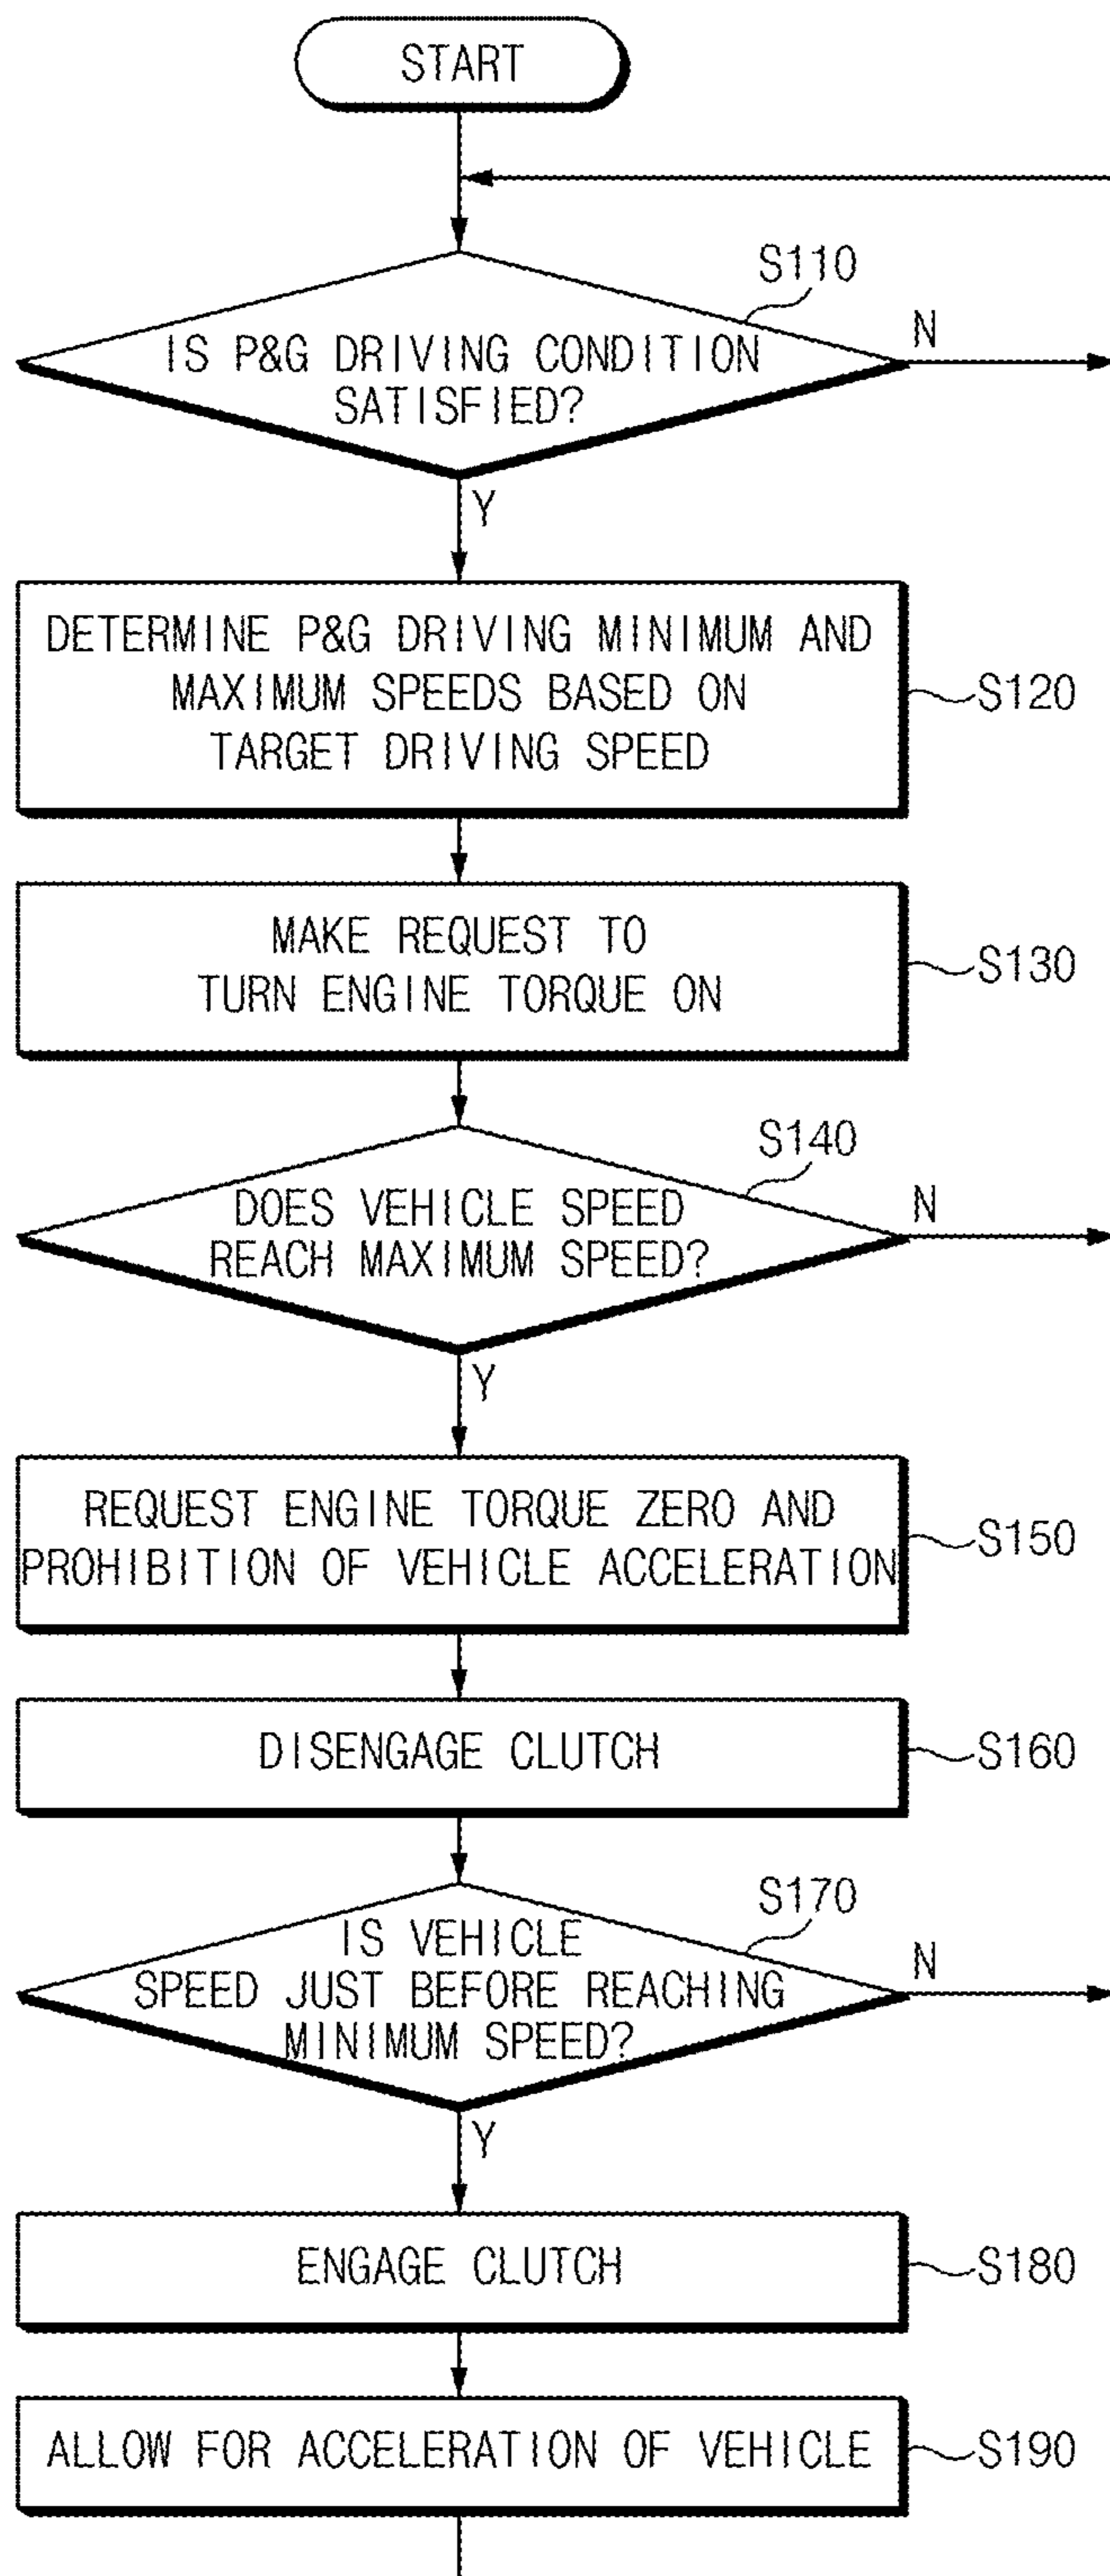 START
S110
IS P&G DRIVING CONDITION
SATISFIED?
N
Y
DETERMINE P&G DRIVING MINIMUM AND
MAXIMUM SPEEDS BASED ON
TARGET DRIVING SPEED
S120
MAKE REQUEST TO
TURN ENGINE TORQUE ON
S130
S140
DOES VEHICLE SPEED
REACH MAXIMUM SPEED?
N
Y
REQUEST ENGINE TORQUE ZERO AND
PROHIBITION OF VEHICLE ACCELERATION
S150
DISENGAGE CLUTCH
S160
S170
IS VEHICLE
SPEED JUST BEFORE REACHING
MINIMUM SPEED?
N
Y
ENGAGE CLUTCH
S180
ALLOW FOR ACCELERATION OF VEHICLE
S190